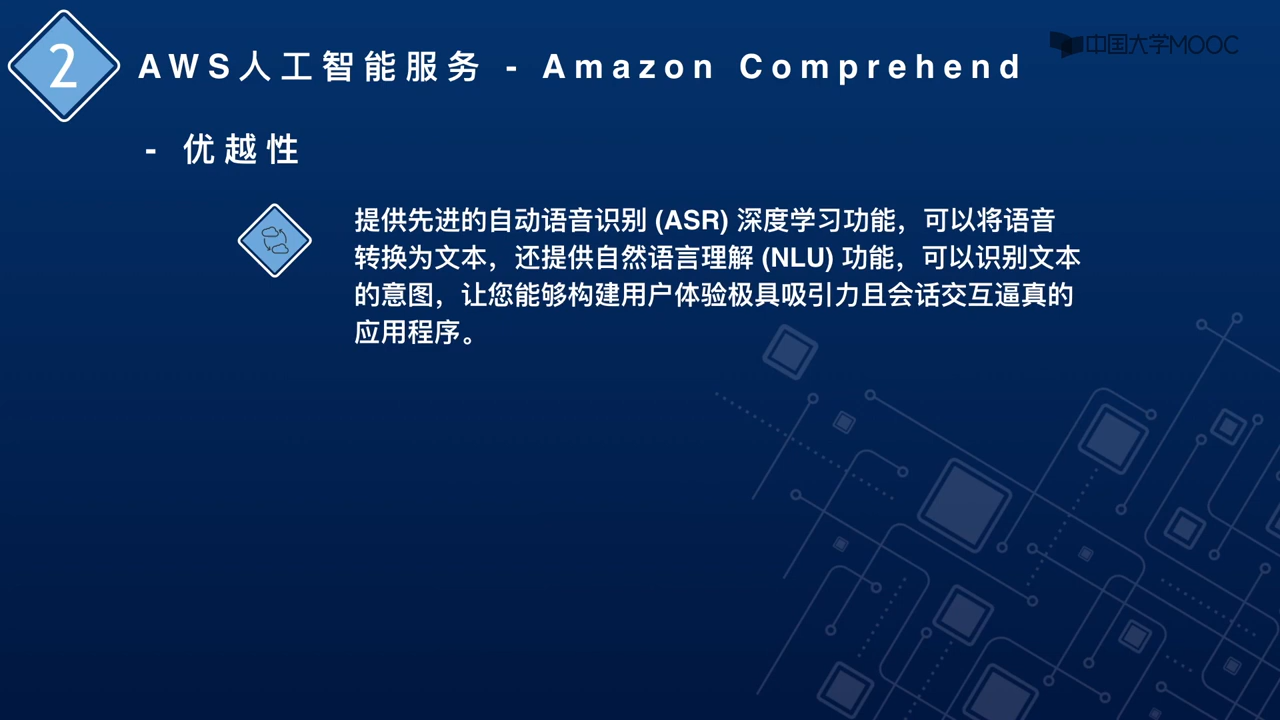 2
AWS人工智能服务 - Amazon Comprehend
中国大学MOOC
- 优越性
提供先进的自动语音识别 (ASR) 深度学习功能，可以将语音
转换为文本，还提供自然语言理解 (NLU) 功能，可以识别文本
的意图，让您能够构建用户体验极具吸引力且会话交互逼真的
应用程序。